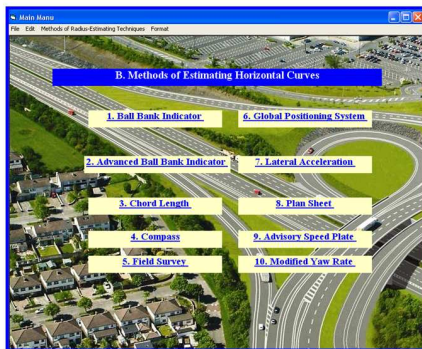 Main Manu
File Edit Methods of Radius-Estimating Techniques Format
B. Methods of Estimating Horizontal Curves
1. Ball Bank Indicator
6. Global Positioning System
2. Advanced Ball Bank Indicator
7. Lateral Acceleration
3. Chord Length
8. Plan Sheet
4. Compass
9. Advisory Speed Plate
5. Field Survey
10. Modified Yaw Rate